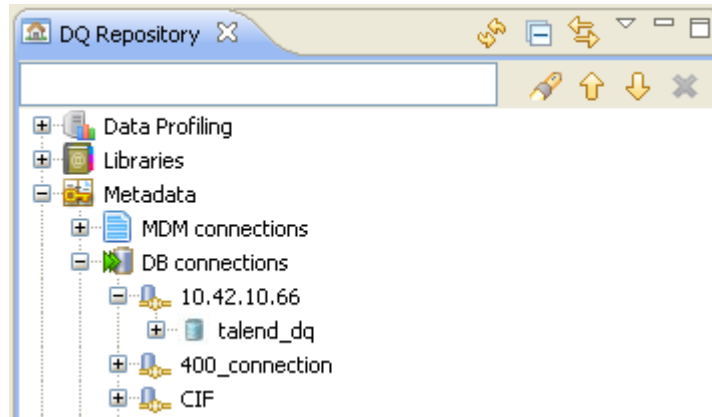 DQ Repository
Data Profiling
Libraries
Metadata
MDM connections
DB connections
10.42.10.66
talend_dq
400_connection
CIF